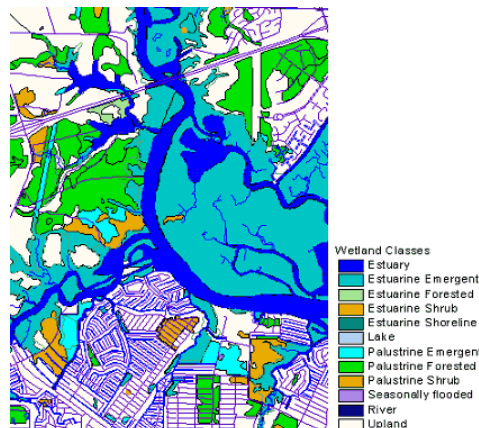 Wetland Classes
Estuary
Estuarine Emergent
Estuarine Forested
Estuarine Shrub
Estuarine Shoreline
Lake
Palustrine Emergent
Palustrine Forested
Palustrine Shrub
Seasonally flooded
River
Upland